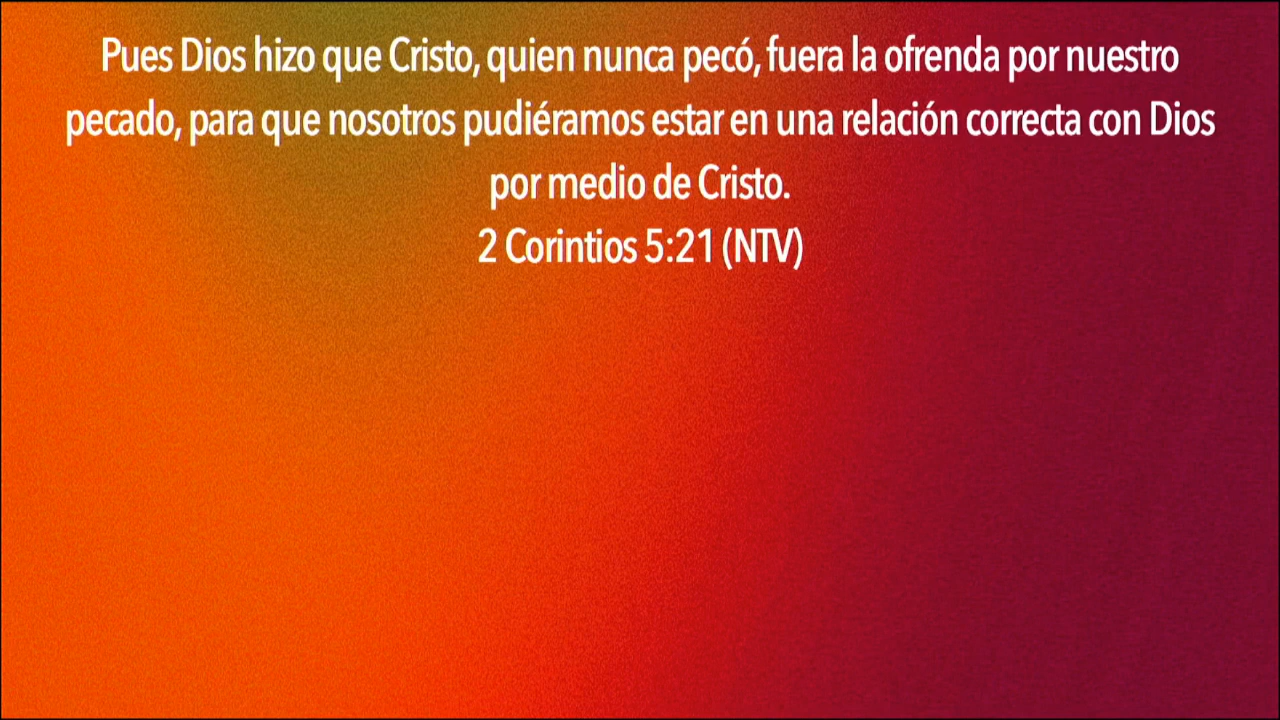 Pues Dios hizo que Cristo, quien nunca pecó, fuera la ofrenda por nuestro
pecado, para que nosotros pudiéramos estar en una relación correcta con Dios
por medio de Cristo.
2 Corintios 5:21 (NTV)